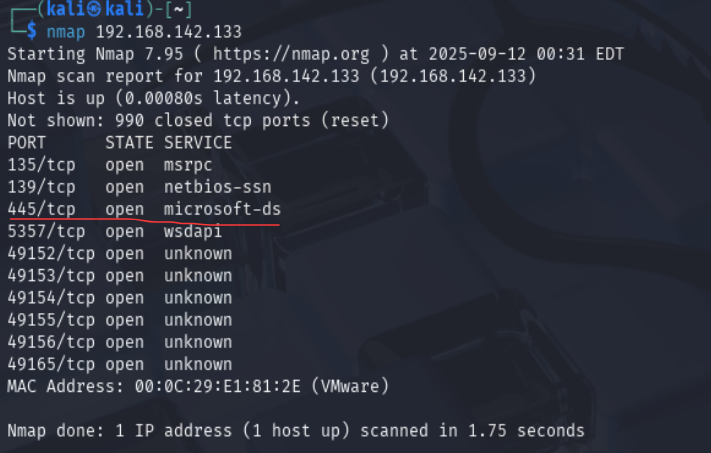 ┌──(kali㉿kali)-[~]
└─$ nmap 192.168.142.133
Starting Nmap 7.95 ( https://nmap.org ) at 2025-09-12 00:31 EDT
Nmap scan report for 192.168.142.133 (192.168.142.133)
Host is up (0.00080s latency).
Not shown: 990 closed tcp ports (reset)
PORT      STATE SERVICE
135/tcp   open  msrpc
139/tcp   open  netbios-ssn
445/tcp   open  microsoft-ds
5357/tcp  open  wsdapi
49152/tcp open  unknown
49153/tcp open  unknown
49154/tcp open  unknown
49155/tcp open  unknown
49156/tcp open  unknown
49165/tcp open  unknown
MAC Address: 00:0C:29:E1:81:2E (VMware)
Nmap done: 1 IP address (1 host up) scanned in 1.75 seconds